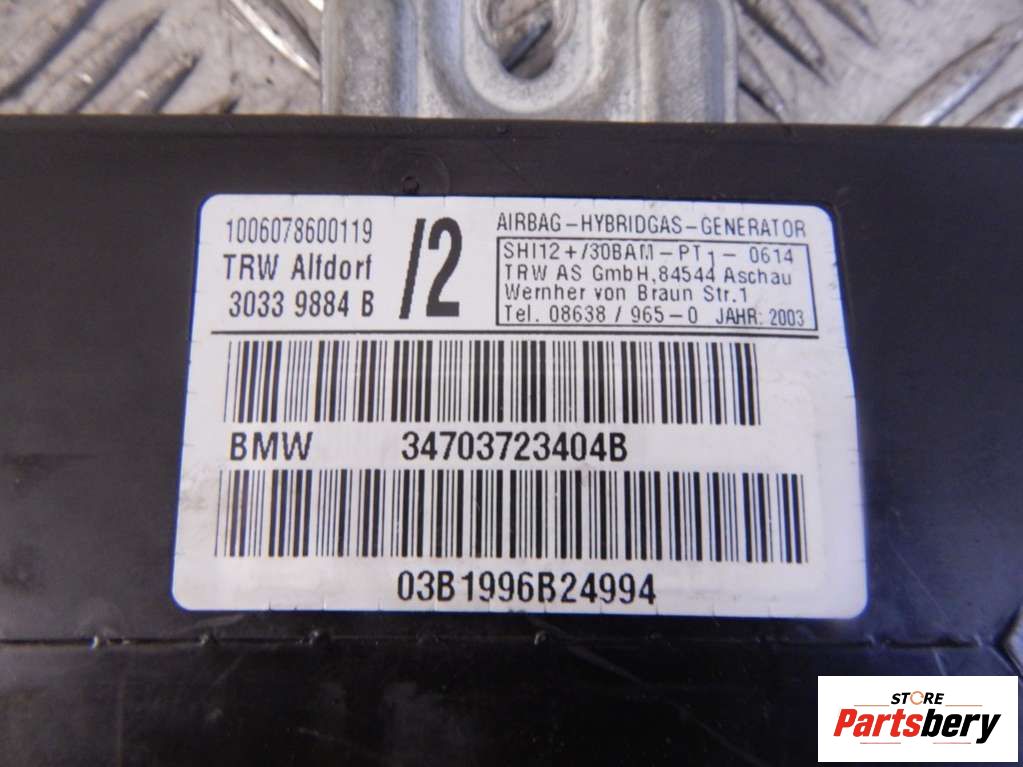 1006078600119
TRW Alfdorf
3033 9884 B
/2
AIRBAG-HYBRIDGAS-GENERATOR
SHI12+/30BAM-PT1-0614
TRW AS GmbH,84544 Aschau
Wernher von Braun Str.1
Tel. 08638/965-0 JAHR: 2003
BMW 34703723404B
03B1996B24994
STORE
Partsbery